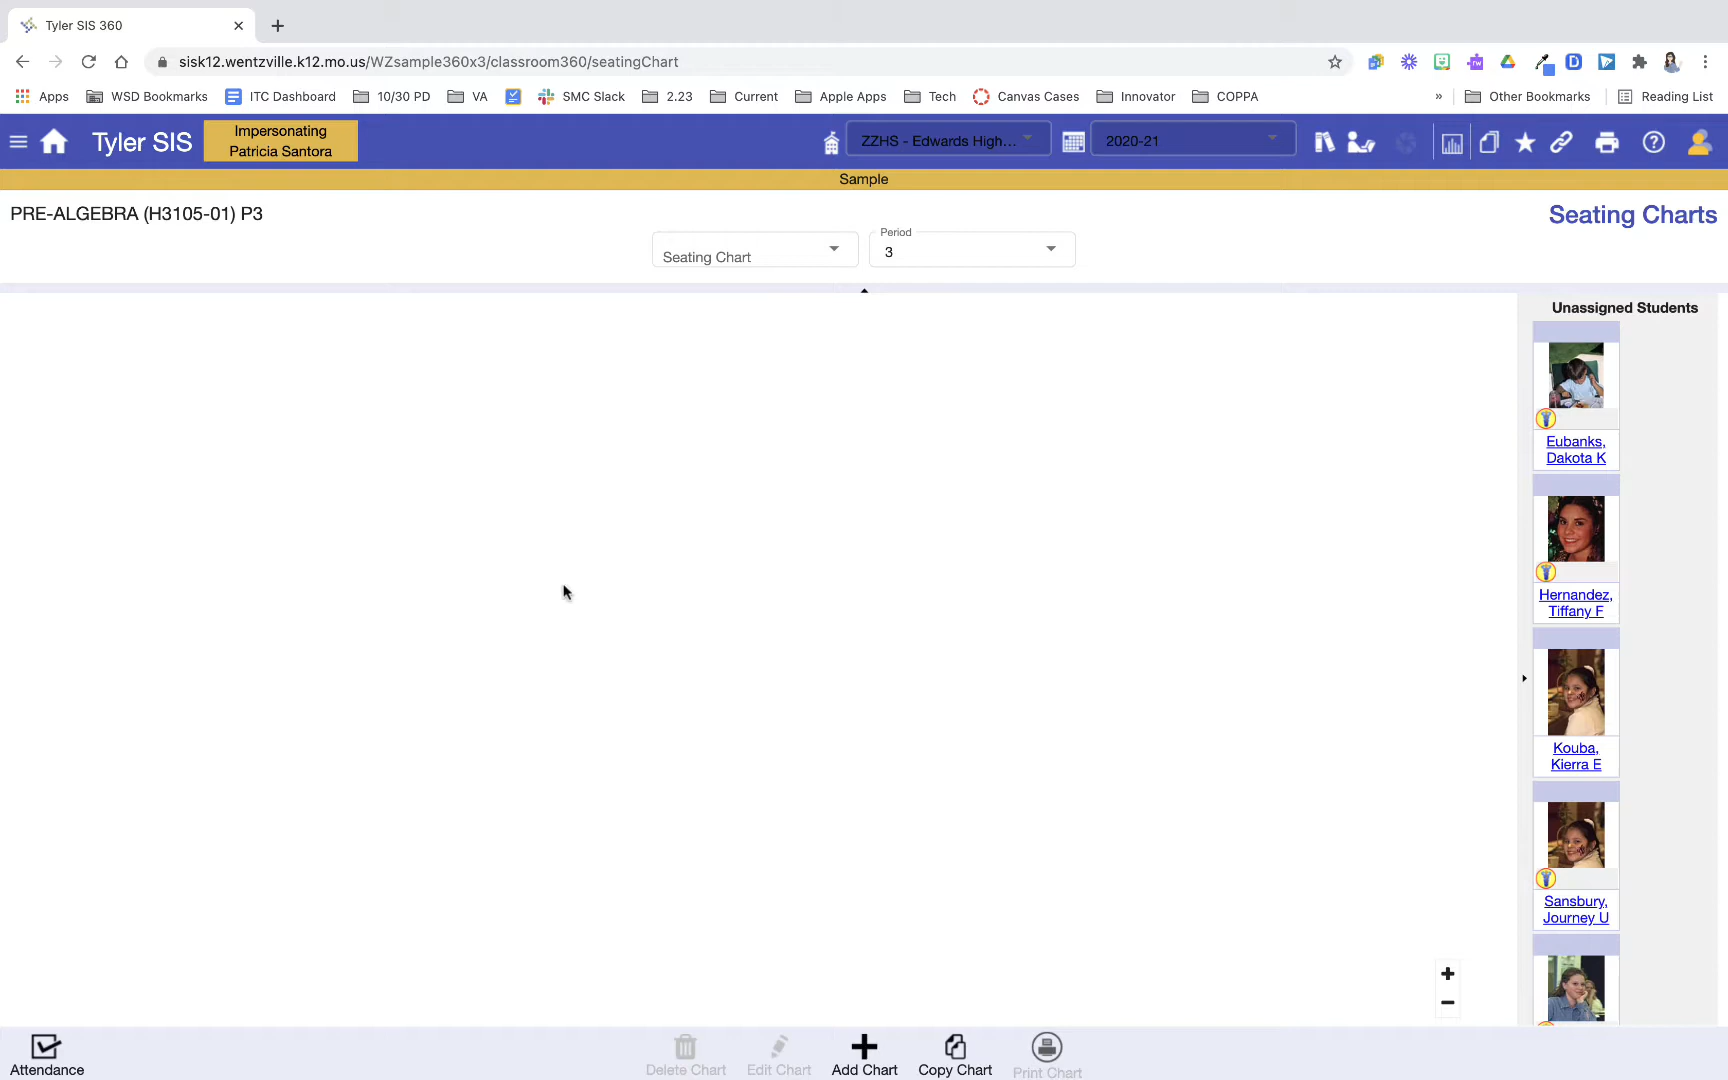 Tyler SIS 360
sisk12.wentzville.k12.mo.us/WZsample360x3/classroom360/seatingChart
Apps WSD Bookmarks ITC Dashboard 10/30 PD VA SMC Slack 2.23 Current Apple Apps Tech Canvas Cases Innovator COPPA » Other Bookmarks Reading List
Tyler SIS
Impersonating
Patricia Santora
ZZHS - Edwards High...
2020-21
Sample
PRE-ALGEBRA (H3105-01) P3
Seating Charts
Seating Chart
Period
3
Unassigned Students
Eubanks,
Dakota K
Hernandez,
Tiffany F
Kouba,
Kierra E
Sansbury,
Journey U
Attendance
Delete Chart
Edit Chart
Add Chart
Copy Chart
Print Chart